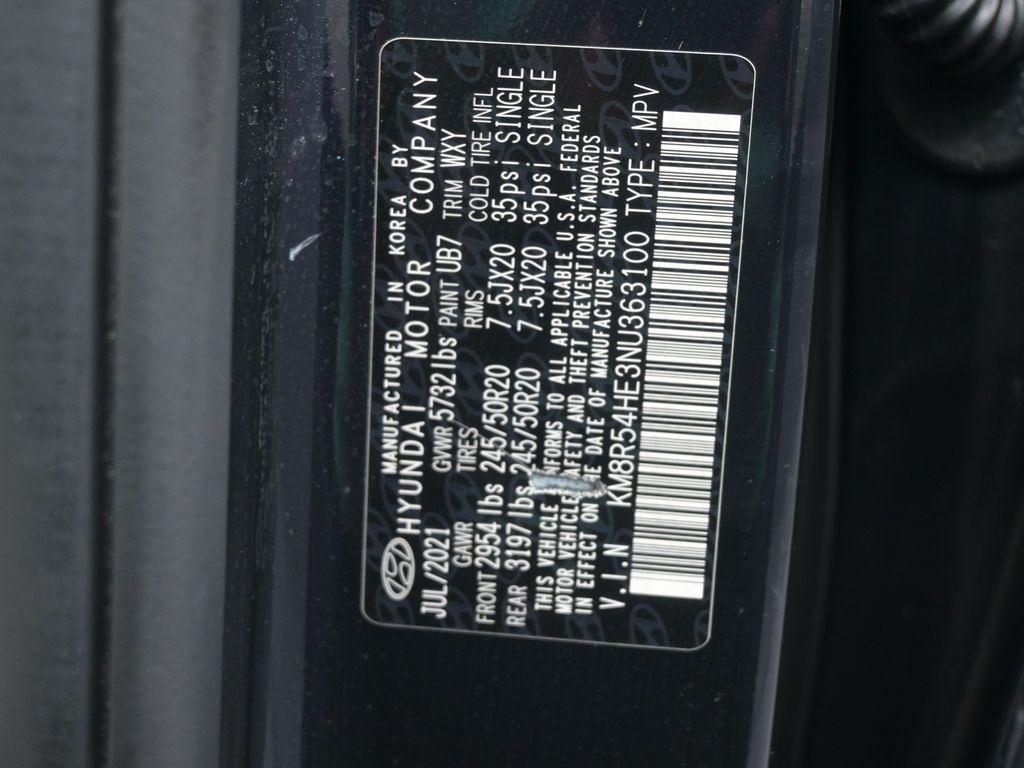 MANUFACTURED IN KOREA BY
HYUNDAI MOTOR COMPANY
JUL/2021 GVWR 5732 lbs PAINT UB7 TRIM WXY
GAWR TIRES RIMS COLD TIRE INFL
FRONT 2954 lbs 245/50R20 7.5JX20 35psi SINGLE
REAR 3197 lbs 245/50R20 7.5JX20 35psi SINGLE
THIS VEHICLE CONFORMS TO ALL APPLICABLE U.S.A. FEDERAL
MOTOR VEHICLE SAFETY AND THEFT PREVENTION STANDARDS
IN EFFECT ON THE DATE OF MANUFACTURE SHOWN ABOVE
V.I.N KM8R54HE3NU363100 TYPE : MPV